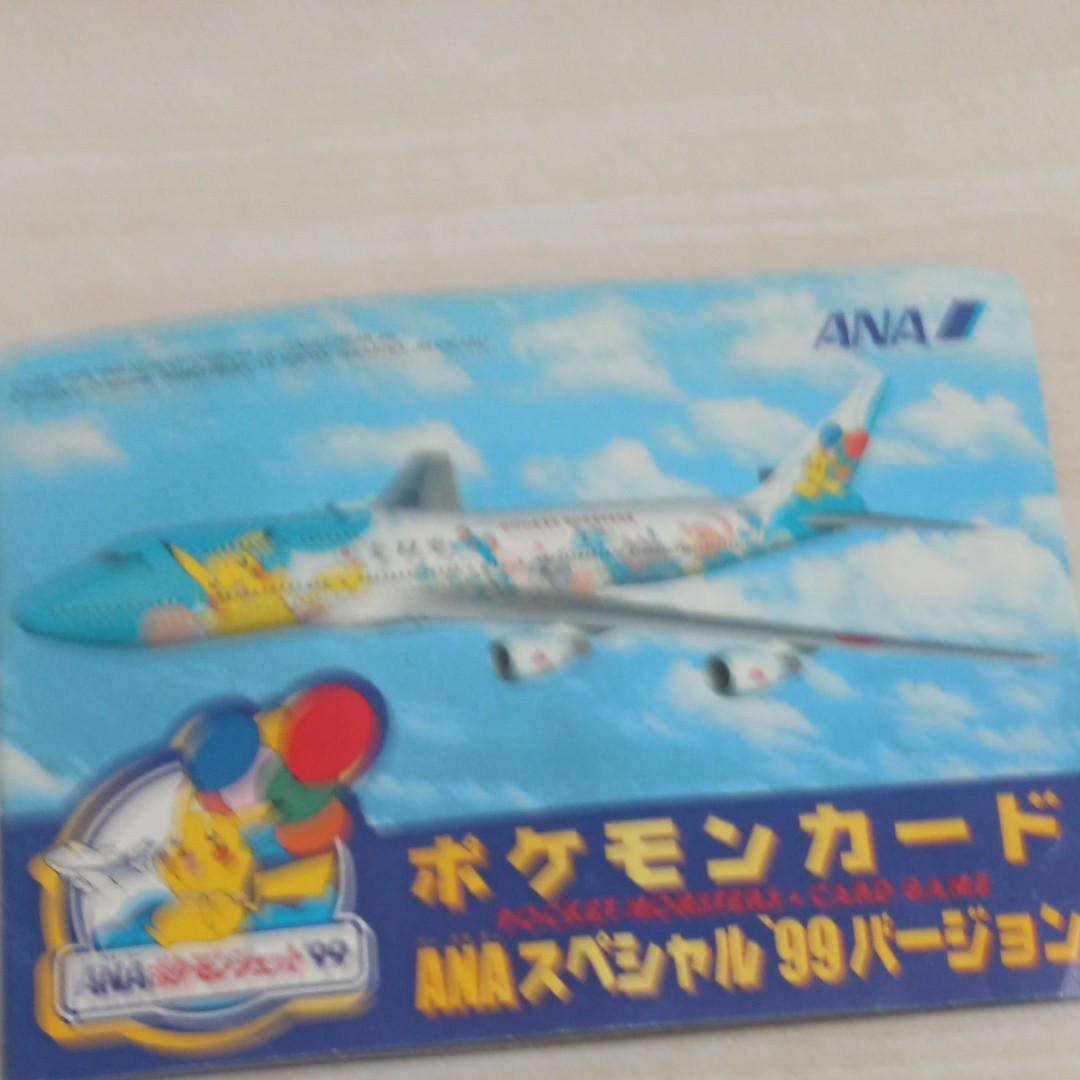 ANA
ポケモンカード
POCKET MONSTERS CARD GAME
ANAスペシャル'99バージョン
ANAポケモンジェット'99